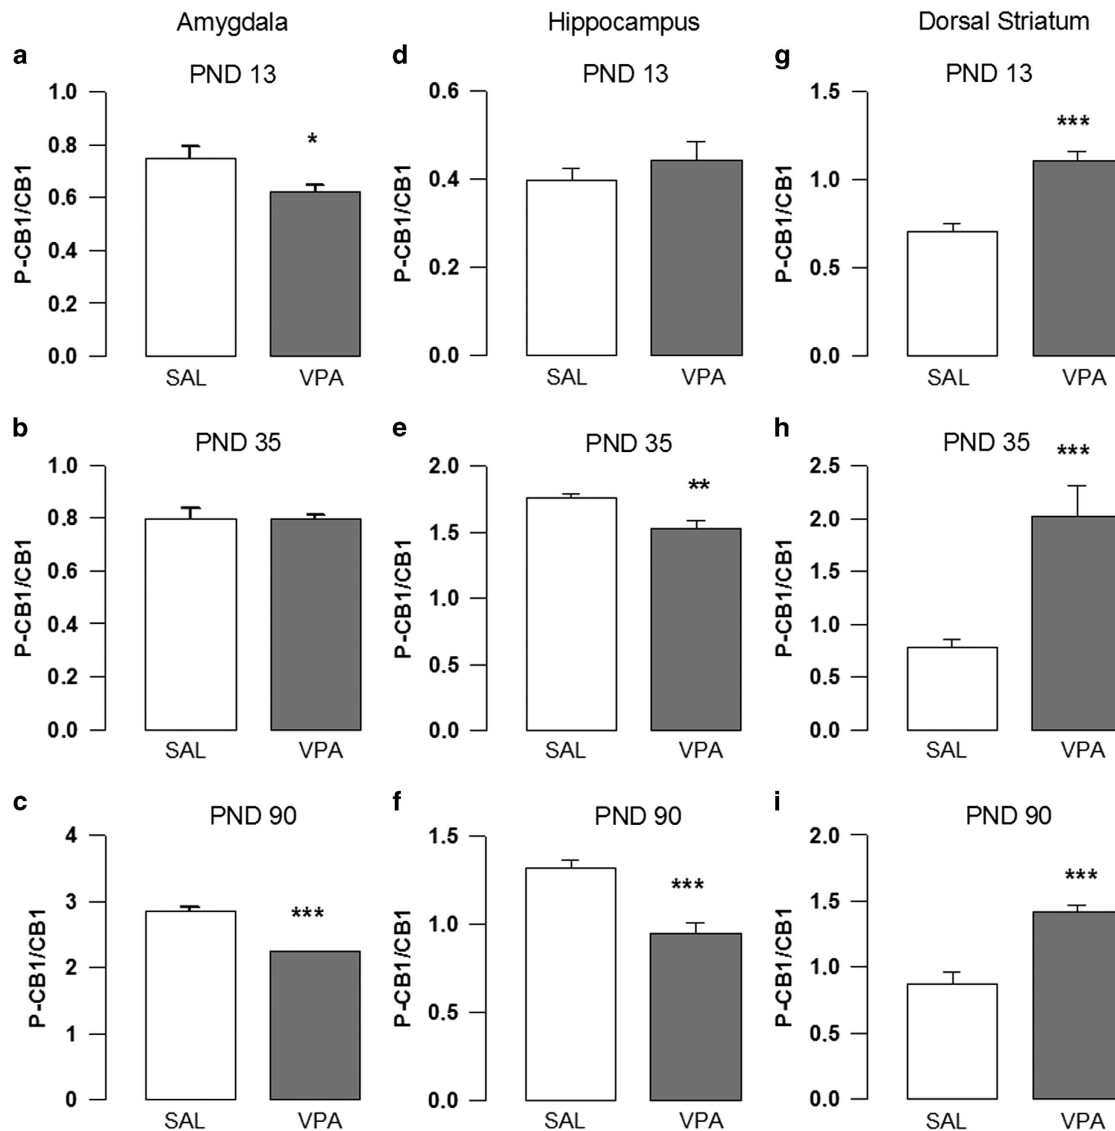 Amygdala
Hippocampus
Dorsal Striatum
a
PND 13
P-CB1/CB1
1.0
0.8
0.6
0.4
0.2
0.0
*
SAL
VPA
d
PND 13
P-CB1/CB1
0.6
0.4
0.2
0.0
SAL
VPA
g
PND 13
P-CB1/CB1
1.5
1.0
0.5
0.0
***
SAL
VPA
b
PND 35
P-CB1/CB1
1.0
0.8
0.6
0.4
0.2
0.0
SAL
VPA
e
PND 35
P-CB1/CB1
2.0
1.5
1.0
0.5
0.0
**
SAL
VPA
h
PND 35
P-CB1/CB1
2.5
2.0
1.5
1.0
0.5
0.0
***
SAL
VPA
c
PND 90
P-CB1/CB1
4
3
2
1
0
***
SAL
VPA
f
PND 90
P-CB1/CB1
1.5
1.0
0.5
0.0
***
SAL
VPA
i
PND 90
P-CB1/CB1
2.0
1.5
1.0
0.5
0.0
***
SAL
VPA